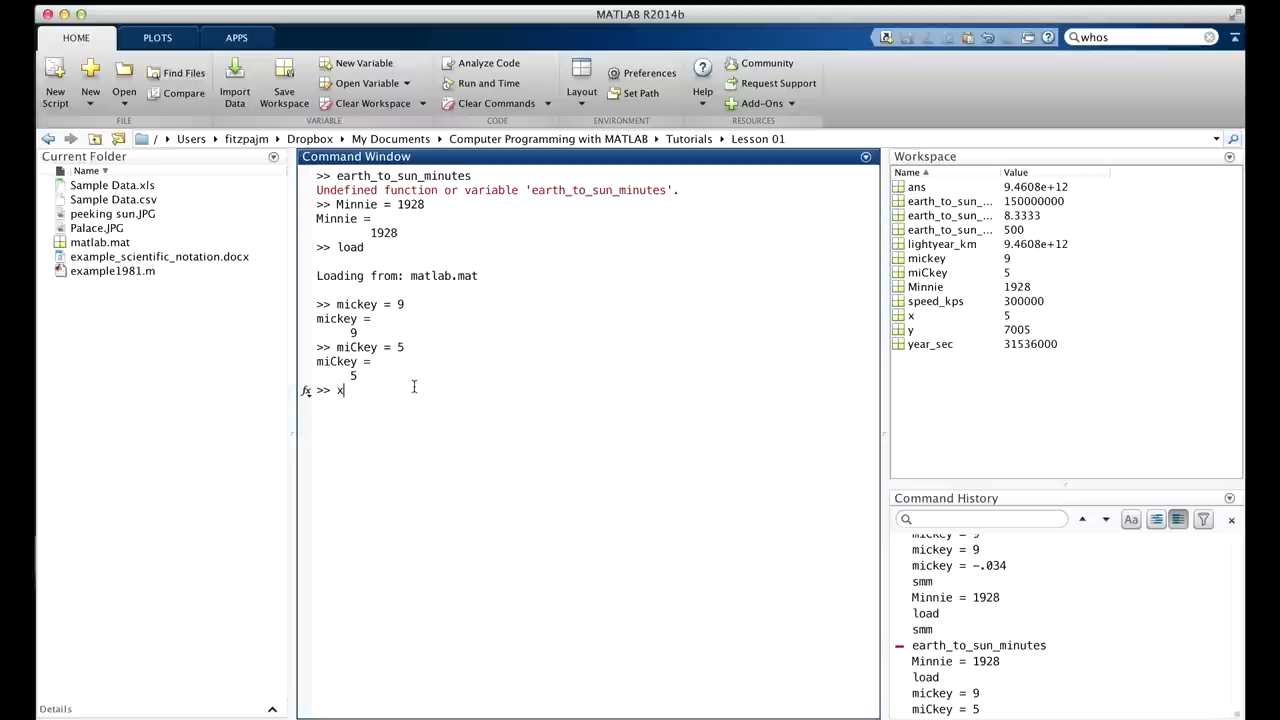 MATLAB R2014b
HOME PLOTS APPS whos
New Script
New
Open
Find Files
Compare
Import Data
Save Workspace
New Variable
Open Variable
Clear Workspace
Analyze Code
Run and Time
Clear Commands
Layout
Preferences
Set Path
Help
Community
Request Support
Add-Ons
FILE VARIABLE CODE ENVIRONMENT RESOURCES
/ Users fitzpajm Dropbox My Documents Computer Programming with MATLAB Tutorials Lesson 01
Current Folder
Name
Sample Data.xls
Sample Data.csv
peeking sun.JPG
Palace.JPG
matlab.mat
example_scientific_notation.docx
example1981.m
Details
Command Window
>> earth_to_sun_minutes
Undefined function or variable 'earth_to_sun_minutes'.
>> Minnie = 1928
Minnie =
1928
>> load
Loading from: matlab.mat
>> mickey = 9
mickey =
9
>> miCkey = 5
miCkey =
5
fx >> x
Workspace
Name Value
ans 9.4608e+12
earth_to_sun_... 150000000
earth_to_sun_... 8.3333
earth_to_sun_... 500
lightyear_km 9.4608e+12
mickey 9
miCkey 5
Minnie 1928
speed_kps 300000
x 5
y 7005
year_sec 31536000
Command History
Aa
mickey = 9
mickey = 9
mickey = -.034
smm
Minnie = 1928
load
smm
earth_to_sun_minutes
Minnie = 1928
load
mickey = 9
miCkey = 5